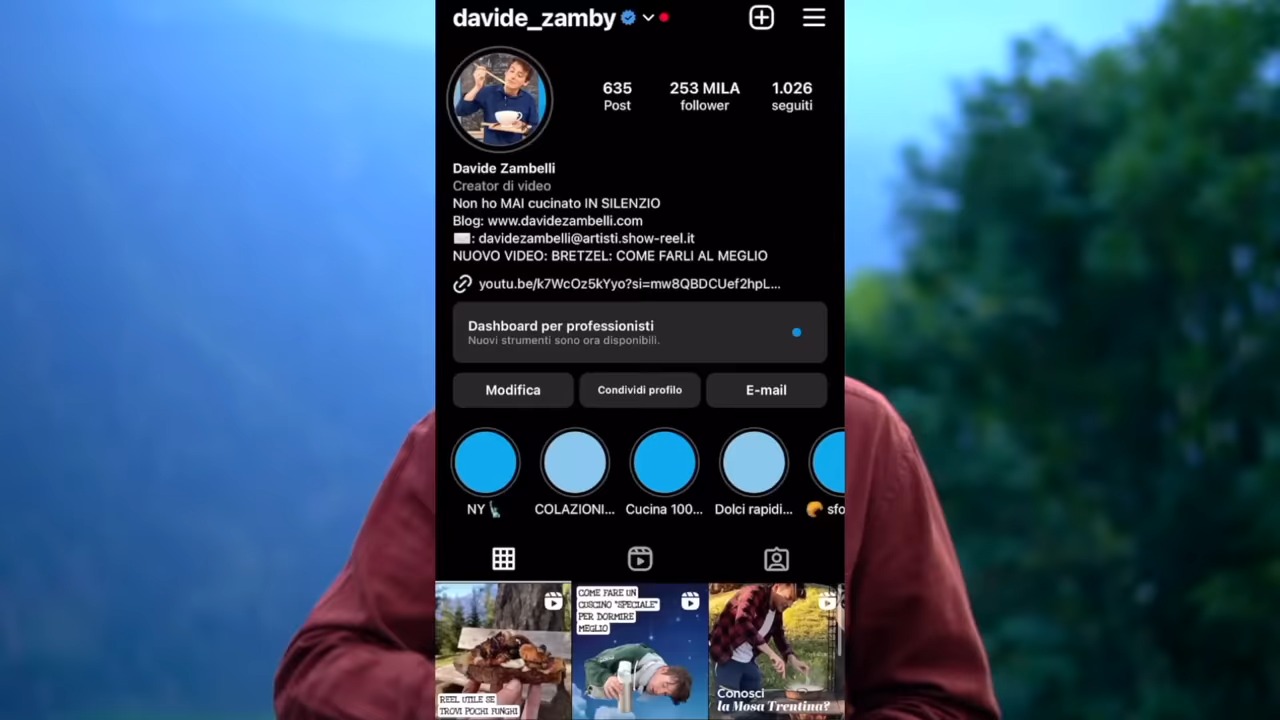 davide_zamby
635
253 MILA
1.026
Post
follower
seguiti
Davide Zambelli
Creator di video
Non ho MAI cucinato IN SILENZIO
Blog: www.davidezambelli.com
: davidezambelli@artisti.show-reel.it
NUOVO VIDEO: BRETZEL: COME FARLI AL MEGLIO
youtu.be/k7WcOz5kYyo?si=mw8QBDCUef2hpL...
Dashboard per professionisti
Nuovi strumenti sono ora disponibili.
Modifica
Condividi profilo
E-mail
NY
COLAZIONI...
Cucina 100...
Dolci rapidi...
sfo
REEL UTILE SE
TROVI POCHI FUNGHI
COME FARE UN
CUSCINO "SPECIALE"
PER DORMIRE
MEGLIO
Conosci
la Mosa Trentina?